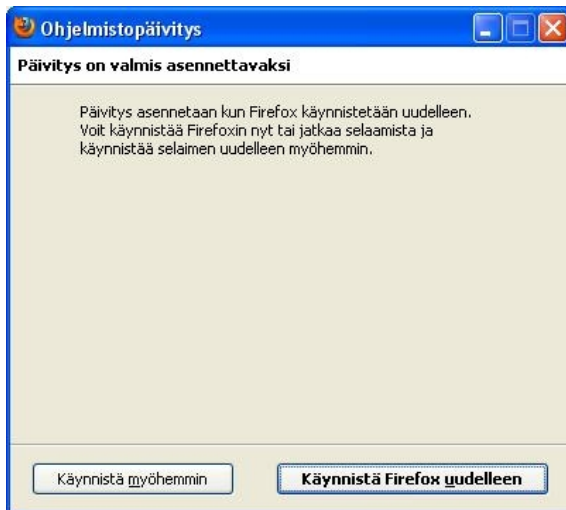 Ohjelmistopäivitys
Päivitys on valmis asennettavaksi
Päivitys asennetaan kun Firefox käynnistetään uudelleen.
Voit käynnistää Firefoxin nyt tai jatkaa selaamista ja
käynnistää selaimen uudelleen myöhemmin.
Käynnistä myöhemmin
Käynnistä Firefox uudelleen